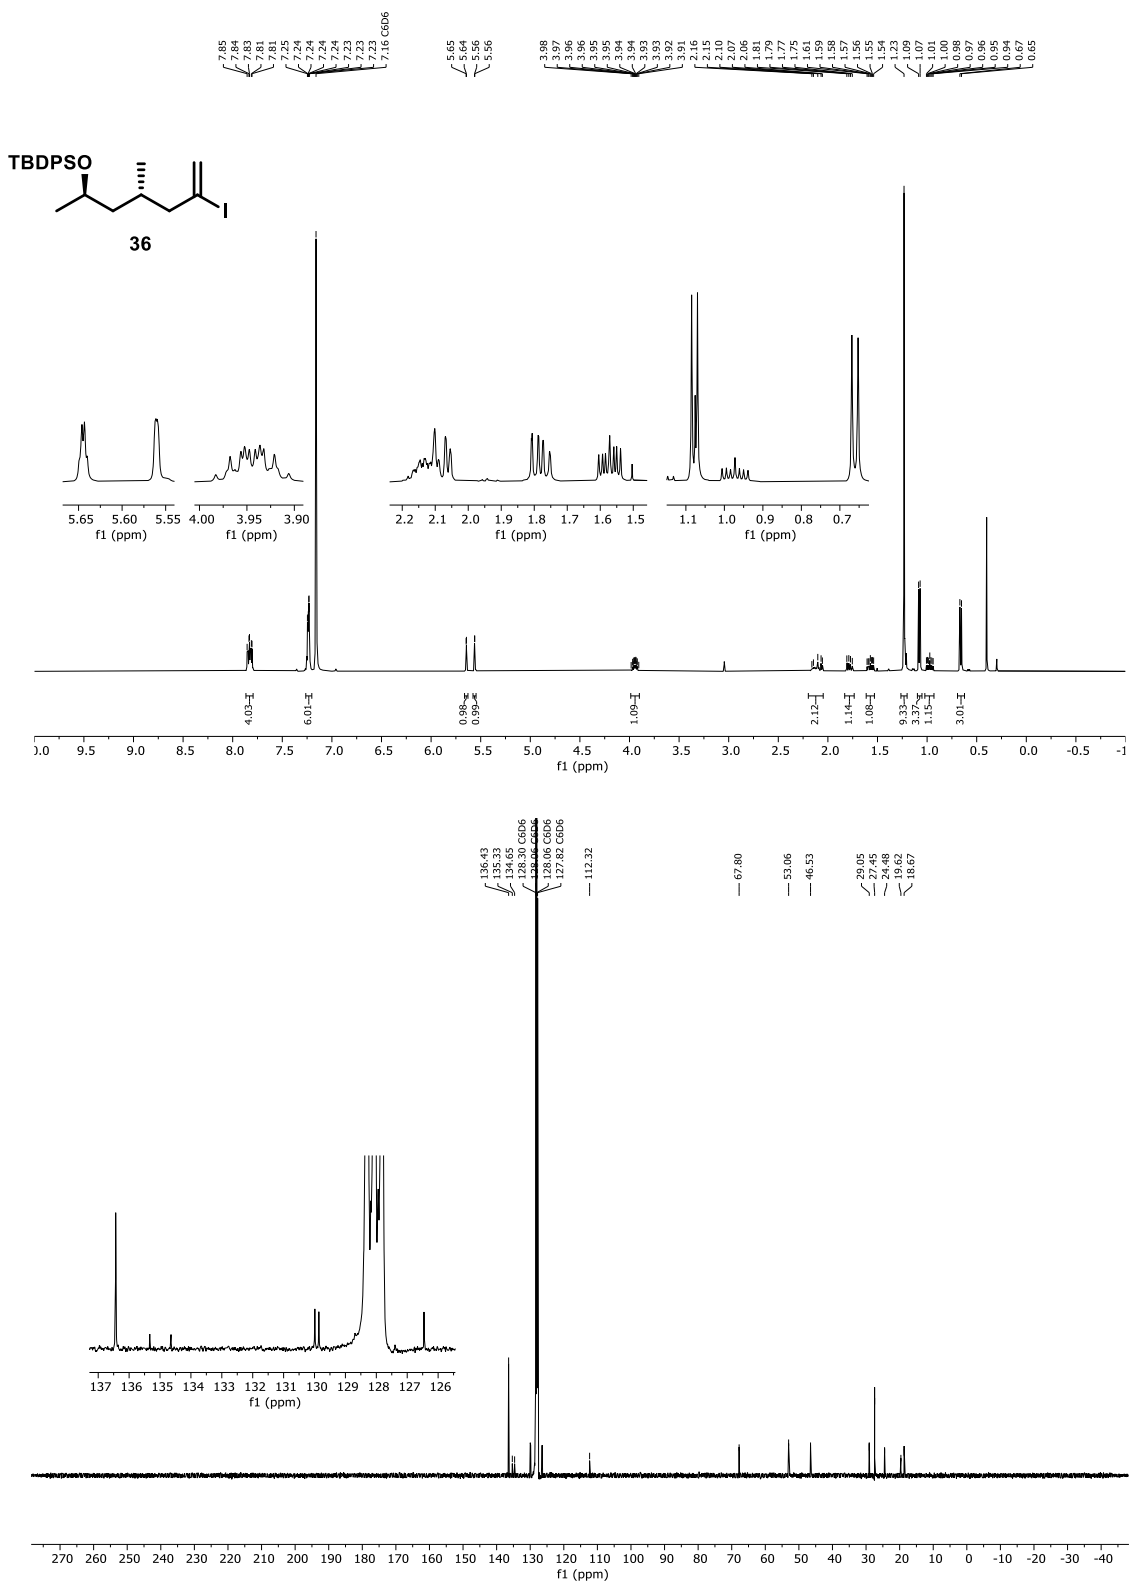 7.85 7.84 7.83 7.81 7.81 7.25 7.24 7.24 7.24 7.24 7.23 7.23 7.23 7.16 C6D6 5.65 5.64 5.56 5.56 3.98 3.97 3.96 3.96 3.95 3.95 3.94 3.94 3.93 3.93 3.92 3.91 2.16 2.15 2.10 2.07 2.06 1.81 1.79 1.77 1.75 1.61 1.59 1.58 1.57 1.56 1.55 1.54 1.23 1.09 1.07 1.01 1.00 0.98 0.97 0.96 0.95 0.94 0.67 0.65
TBDPSO
I
36
5.65 5.60 5.55
f1 (ppm)
4.00 3.95 3.90
f1 (ppm)
2.2 2.1 2.0 1.9 1.8 1.7 1.6 1.5
f1 (ppm)
1.1 1.0 0.9 0.8 0.7
f1 (ppm)
4.03 6.01 0.98 0.99 1.09 2.12 1.14 1.08 9.33 3.37 1.15 3.01
0.0 9.5 9.0 8.5 8.0 7.5 7.0 6.5 6.0 5.5 5.0 4.5 4.0 3.5 3.0 2.5 2.0 1.5 1.0 0.5 0.0 -0.5 -1
f1 (ppm)
136.43 135.33 134.65 128.30 C6D6 128.06 C6D6 128.06 C6D6 127.82 C6D6 112.32 67.80 53.06 46.53 29.05 27.45 24.48 19.62 18.67
137 136 135 134 133 132 131 130 129 128 127 126
f1 (ppm)
270 260 250 240 230 220 210 200 190 180 170 160 150 140 130 120 110 100 90 80 70 60 50 40 30 20 10 0 -10 -20 -30 -40
f1 (ppm)